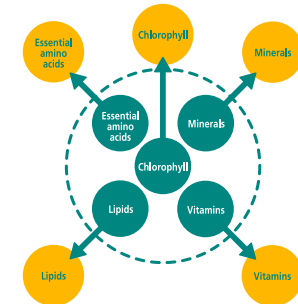 Chlorophyll
Essential
amino
acids
Minerals
Essential
amino
acids
Minerals
Chlorophyll
Lipids
Vitamins
Lipids
Vitamins